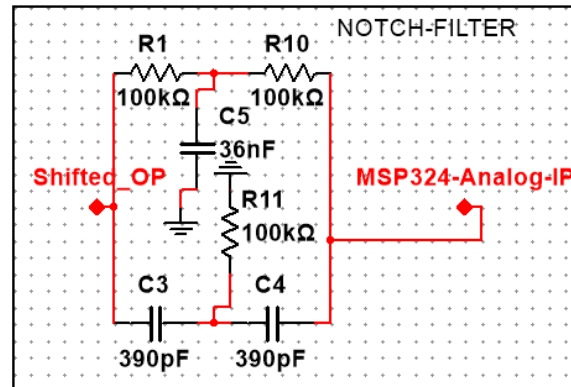 NOTCH-FILTER
R1
R10
100kΩ
100kΩ
C5
36nF
Shifted_OP
MSP324-Analog-IP
R11
100kΩ
C3
C4
390pF
390pF